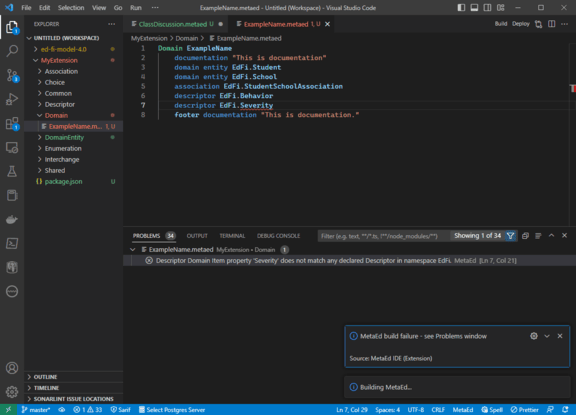 File Edit Selection View Go Run ···
ExampleName.metaed - Untitled (Workspace) - Visual Studio Code
EXPLORER ···
UNTITLED (WORKSPACE)
ed-fi-model-4.0
MyExtension
Association
Choice
Common
Descriptor
Domain
ExampleName.m... 1, U
DomainEntity
Enumeration
Interchange
Shared
package.json U
OUTLINE
TIMELINE
SONARLINT ISSUE LOCATIONS
ClassDiscussion.metaed U
ExampleName.metaed 1, U
Build Deploy ···
MyExtension > Domain > ExampleName.metaed
1 Domain ExampleName
2 documentation "This is documentation"
3 domain entity EdFi.Student
4 domain entity EdFi.School
5 association EdFi.StudentSchoolAssociation
6 descriptor EdFi.Behavior
7 descriptor EdFi.Severity
8 footer documentation "This is documentation."
PROBLEMS 34 OUTPUT TERMINAL DEBUG CONSOLE
Filter (e.g. text, **/*.ts, !**/node_modules/**)
Showing 1 of 34
ExampleName.metaed MyExtension • Domain 1
Descriptor Domain Item property 'Severity' does not match any declared Descriptor in namespace EdFi. MetaEd [Ln 7, Col 21]
MetaEd build failure - see Problems window
Source: MetaEd IDE (Extension)
Building MetaEd...
master* 1 33 Sarif Select Postgres Server
Ln 7, Col 29 Spaces: 4 UTF-8 CRLF MetaEd Spell Prettier